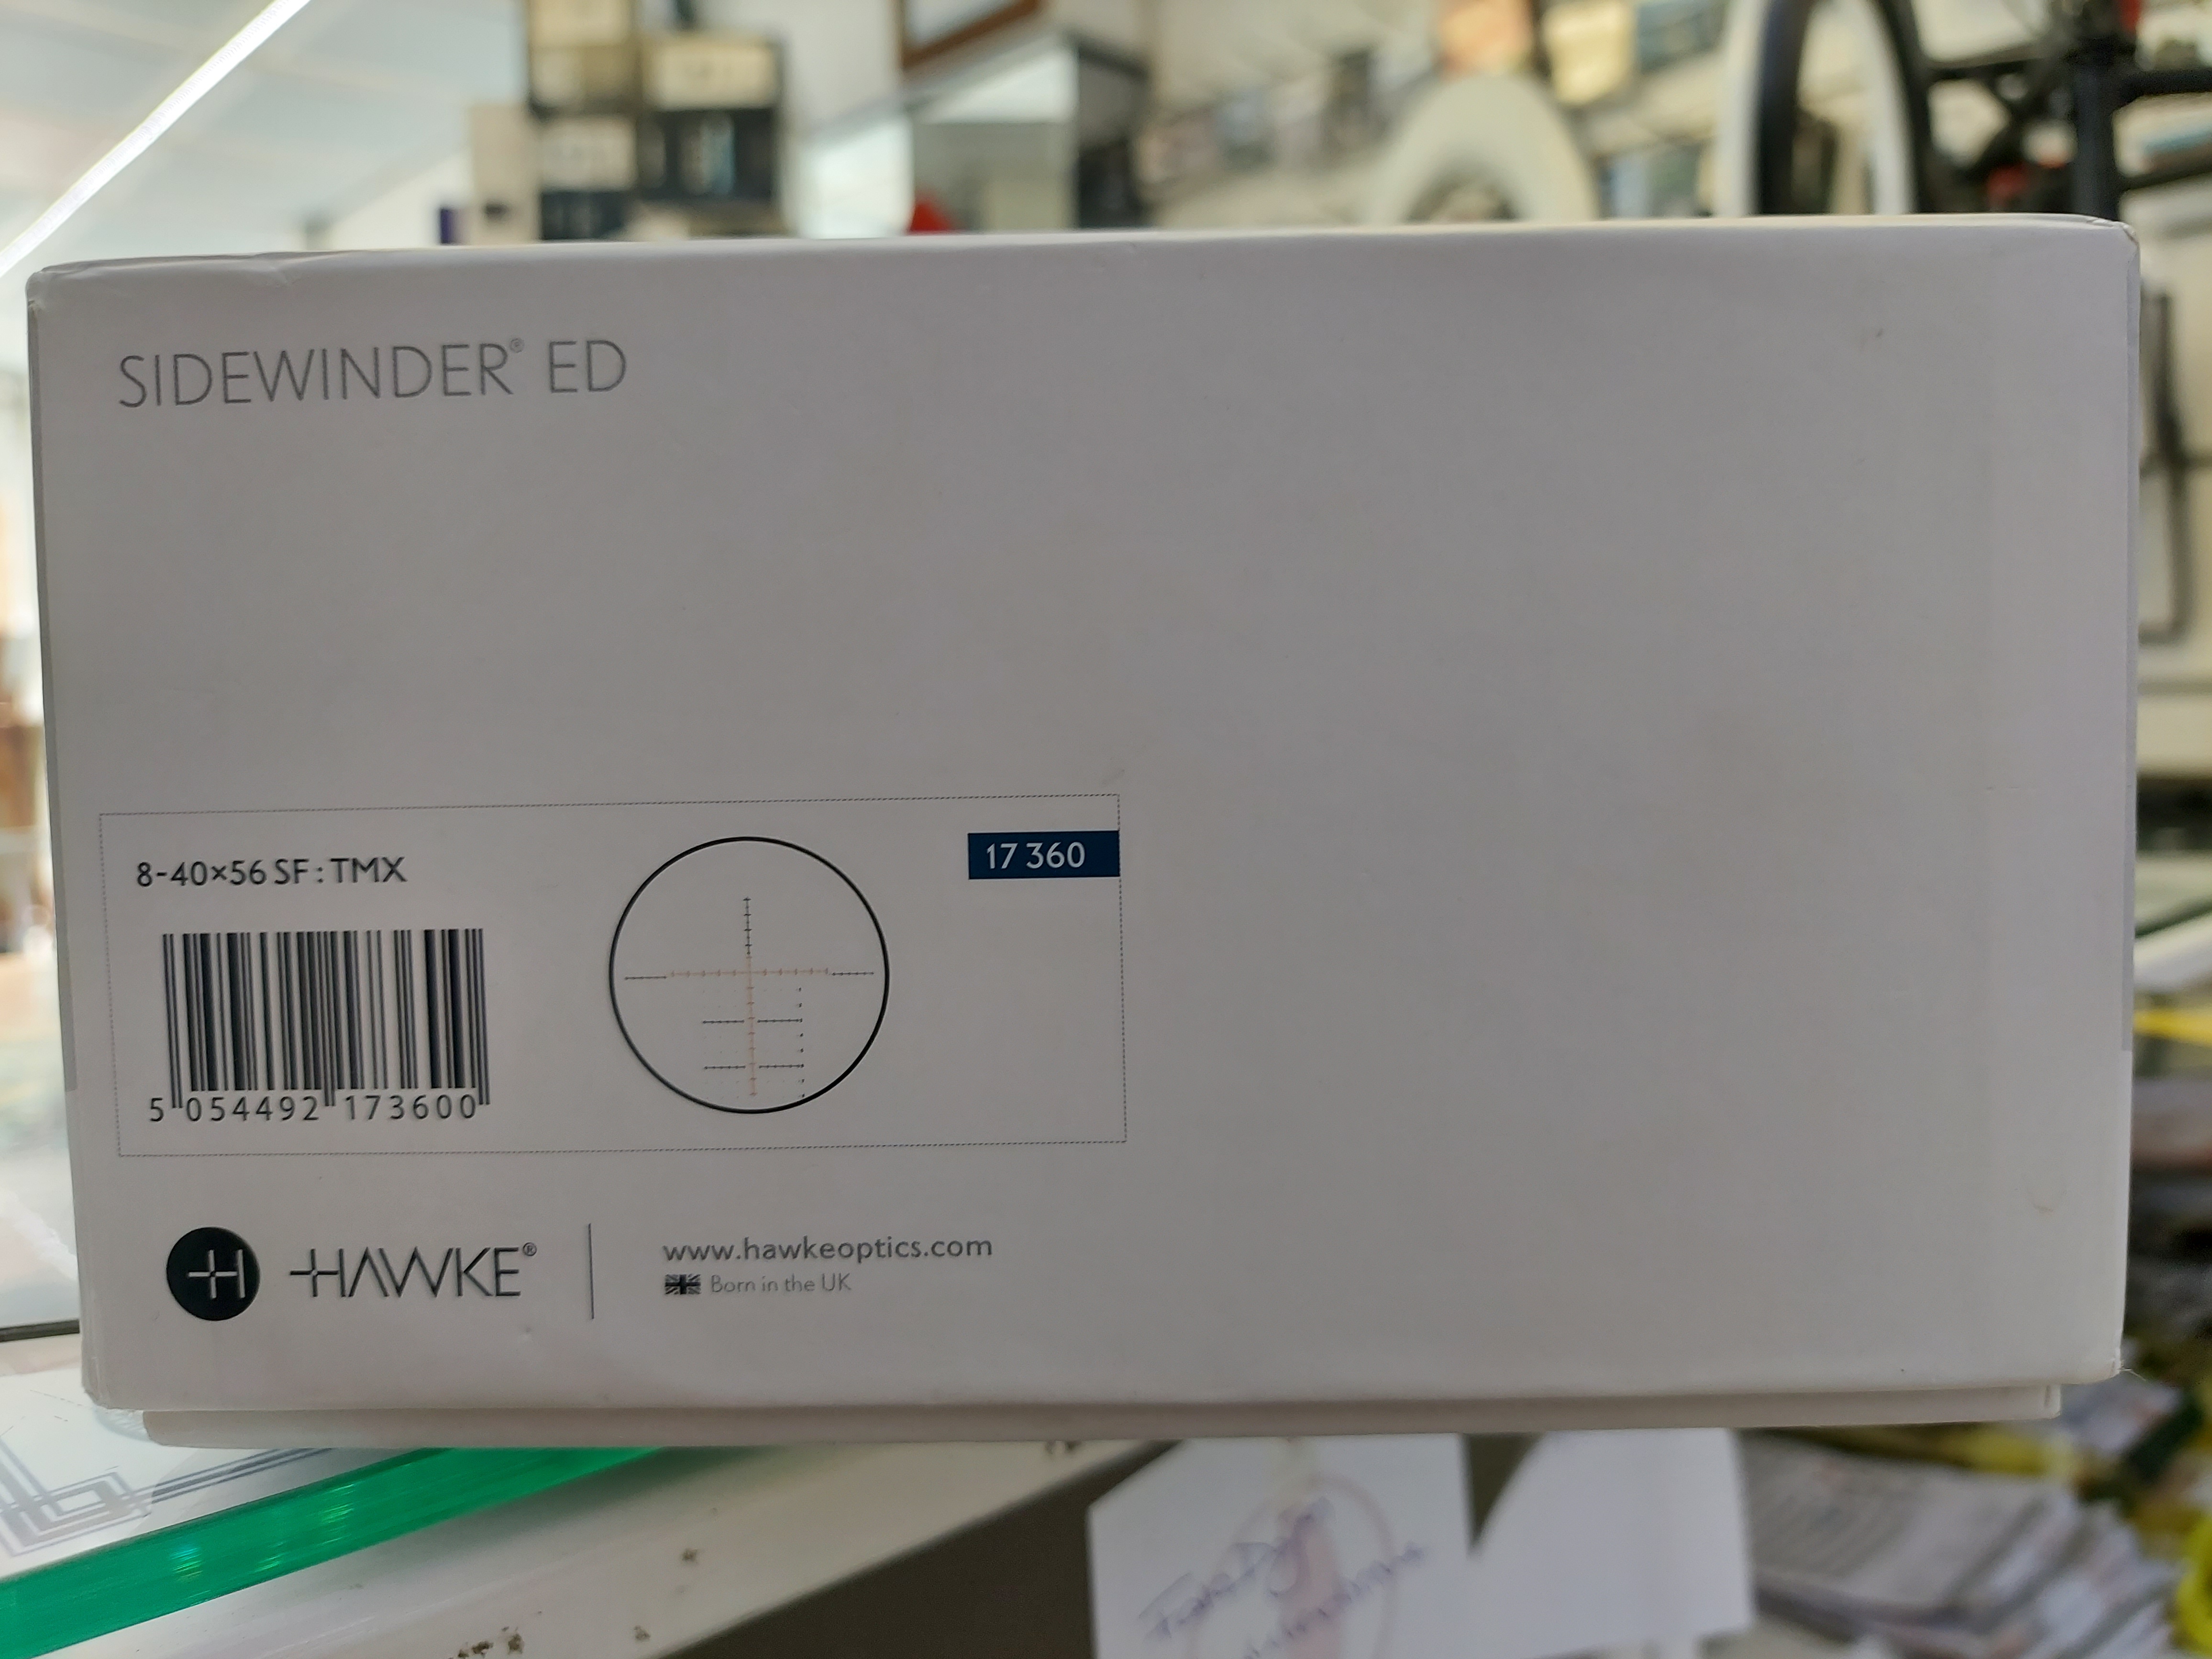 SIDEWINDER® ED
8-40×56 SF : TMX
17 360
5 054492 173600
HAWKE®
www.hawkeoptics.com
Born in the UK